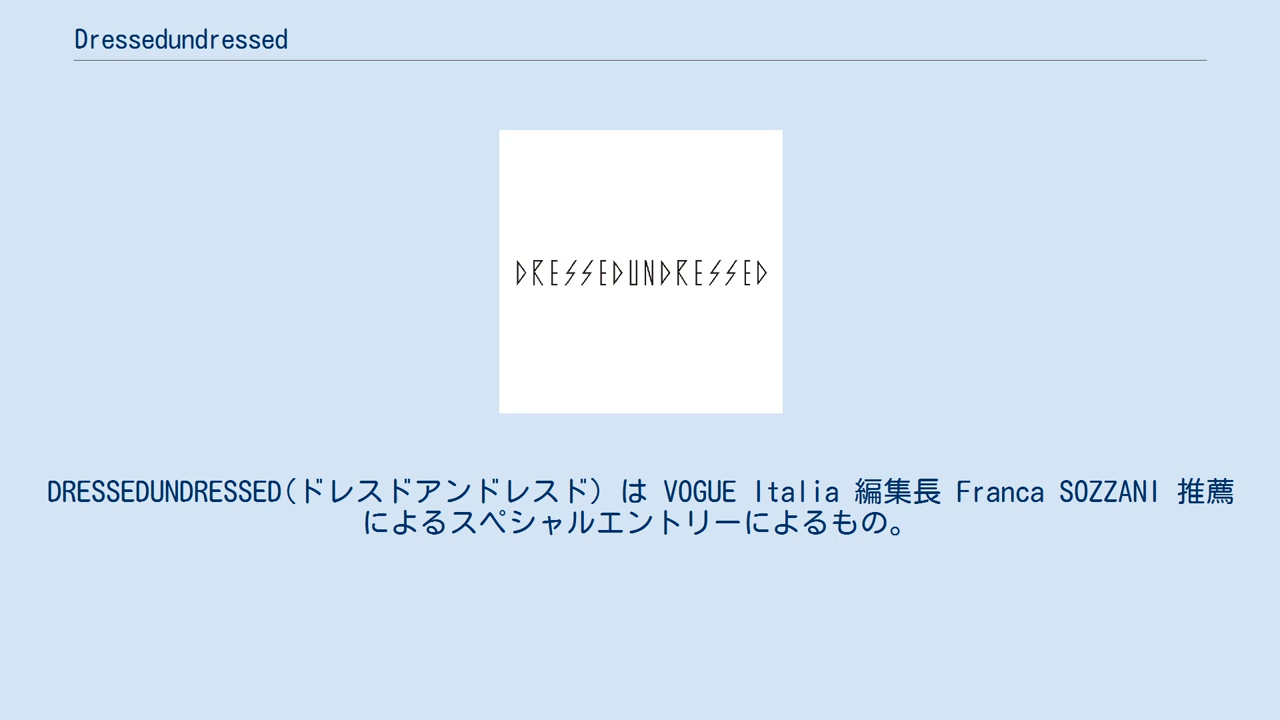 Dressedundressed
DRESSEDUNDRESSED
DRESSEDUNDRESSED(ドレスドアンドレスド) は VOGUE Italia 編集長 Franca SOZZANI 推薦
によるスペシャルエントリーによるもの。